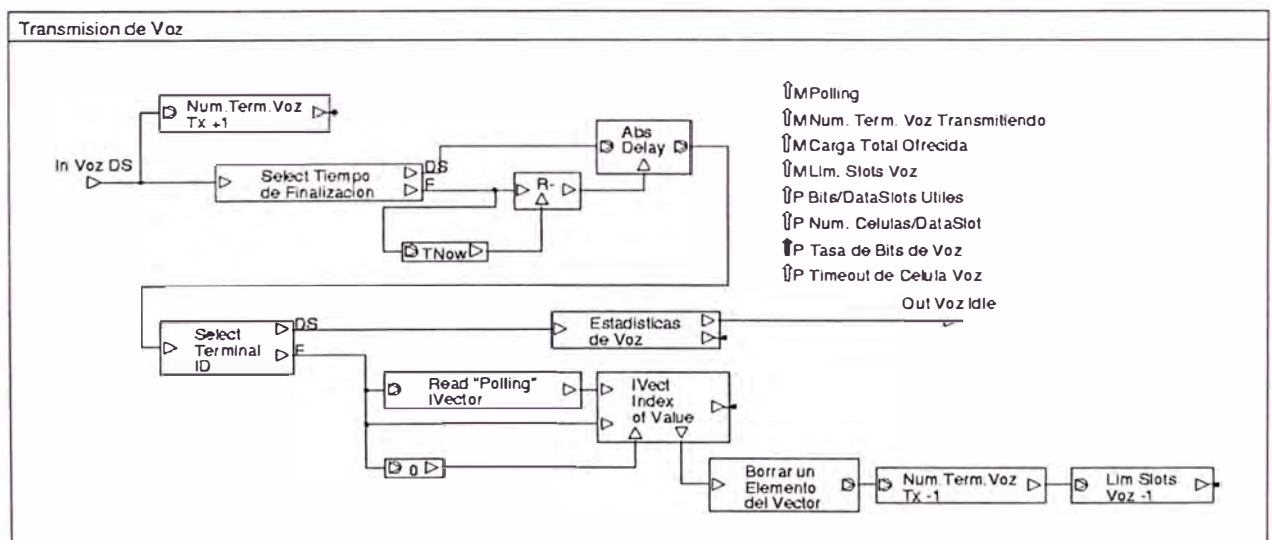 Transmision de Voz
Num.Term.Voz
Tx +1
In Voz DS
Select Tiempo
de Finalizacion
DS
F
R-
TNow
Abs
Delay
MPolling
MNum. Term. Voz Transmitiendo
MCarga Total Ofrecida
MLim. Slots Voz
P Bits/DataSlots Utiles
P Num. Celulas/DataSlot
P Tasa de Bits de Voz
P Timeout de Celula Voz
Out Voz Idle
Select
Terminal
ID
DS
F
Estadisticas
de Voz
Read "Polling"
IVector
IVect
Index
of Value
0
Borrar un
Elemento
del Vector
Num.Term.Voz
Tx -1
Lim Slots
Voz -1